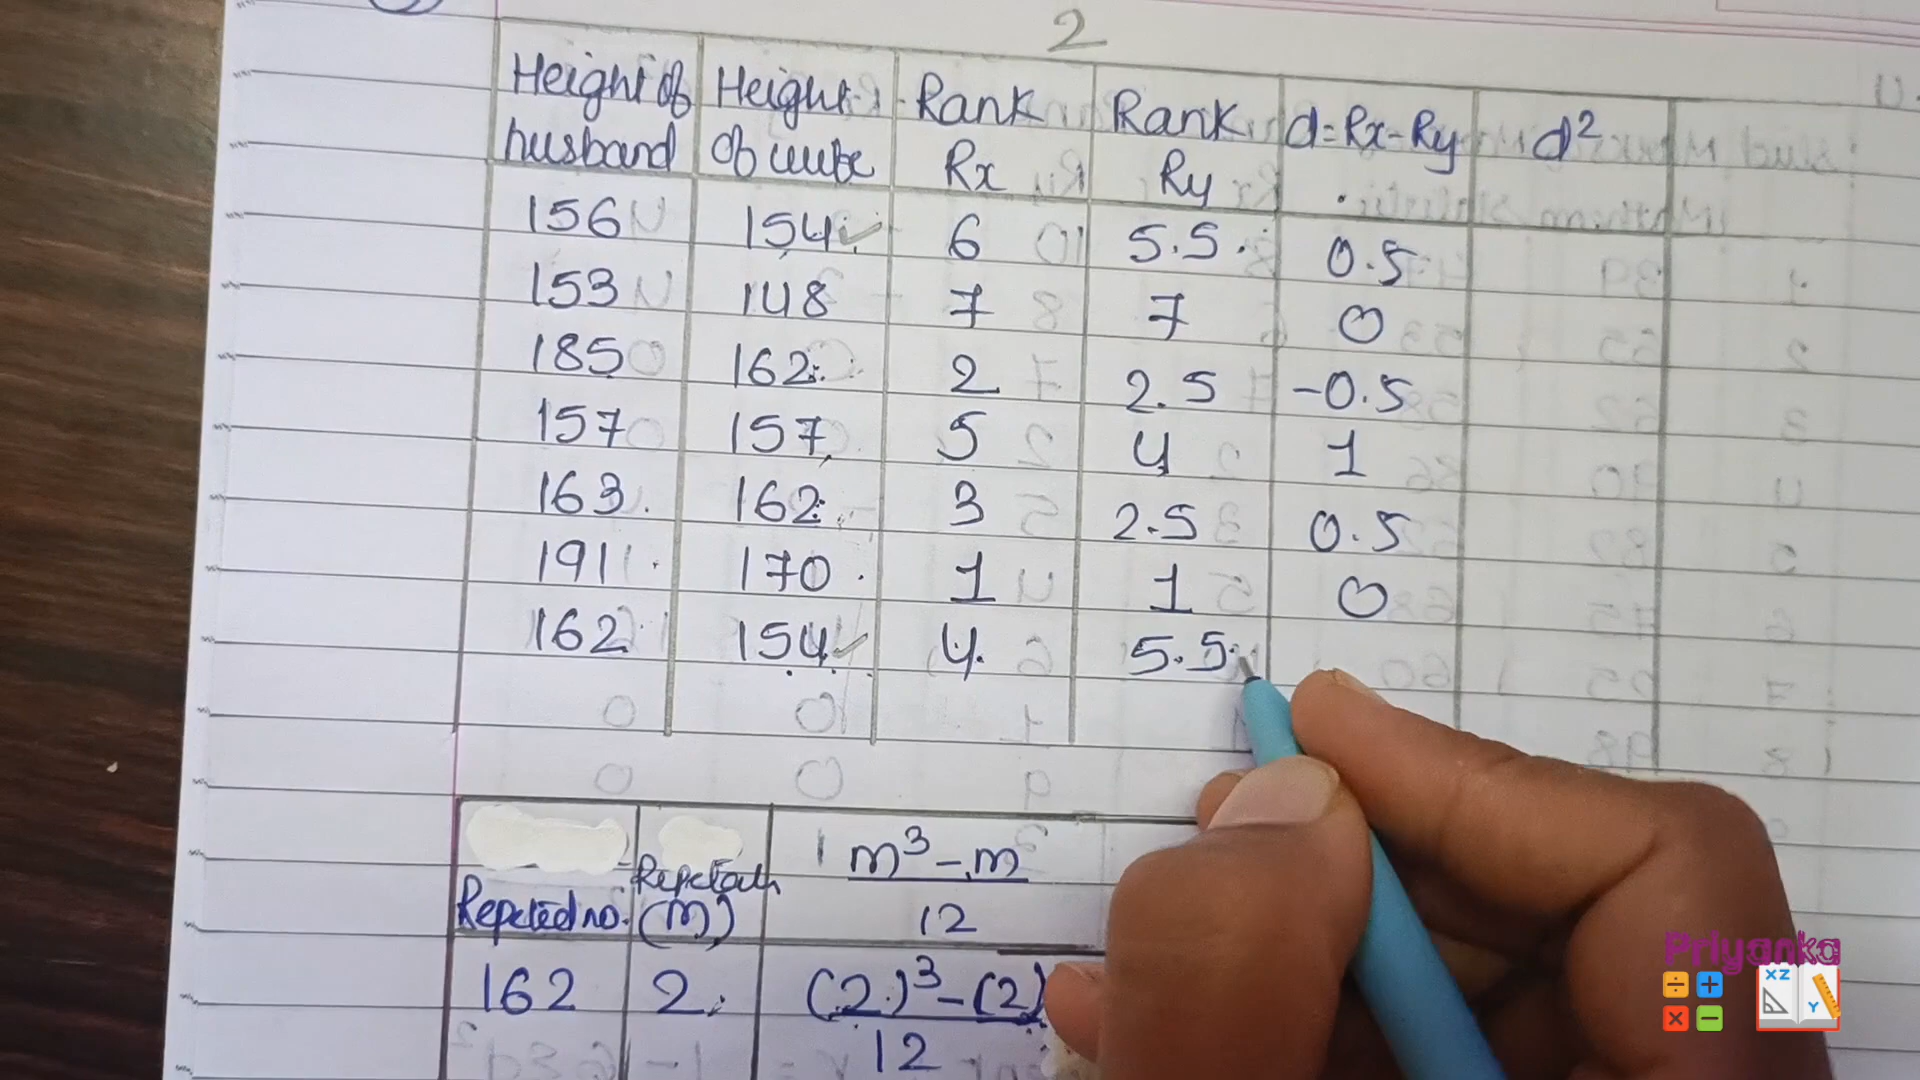 2
Height of husband Height of wife Rank Rx Rank Ry d=Rx-Ry d²
156 154 6 5.5 0.5
153 148 7 7 0
185 162 2 2.5 -0.5
157 157 5 4 1
163 162 3 2.5 0.5
191 170 1 1 0
162 154 4 5.5
Repeted no. (m) m³-m
12
162 2 (2)³-(2)
12
Priyanka
XZ
Y